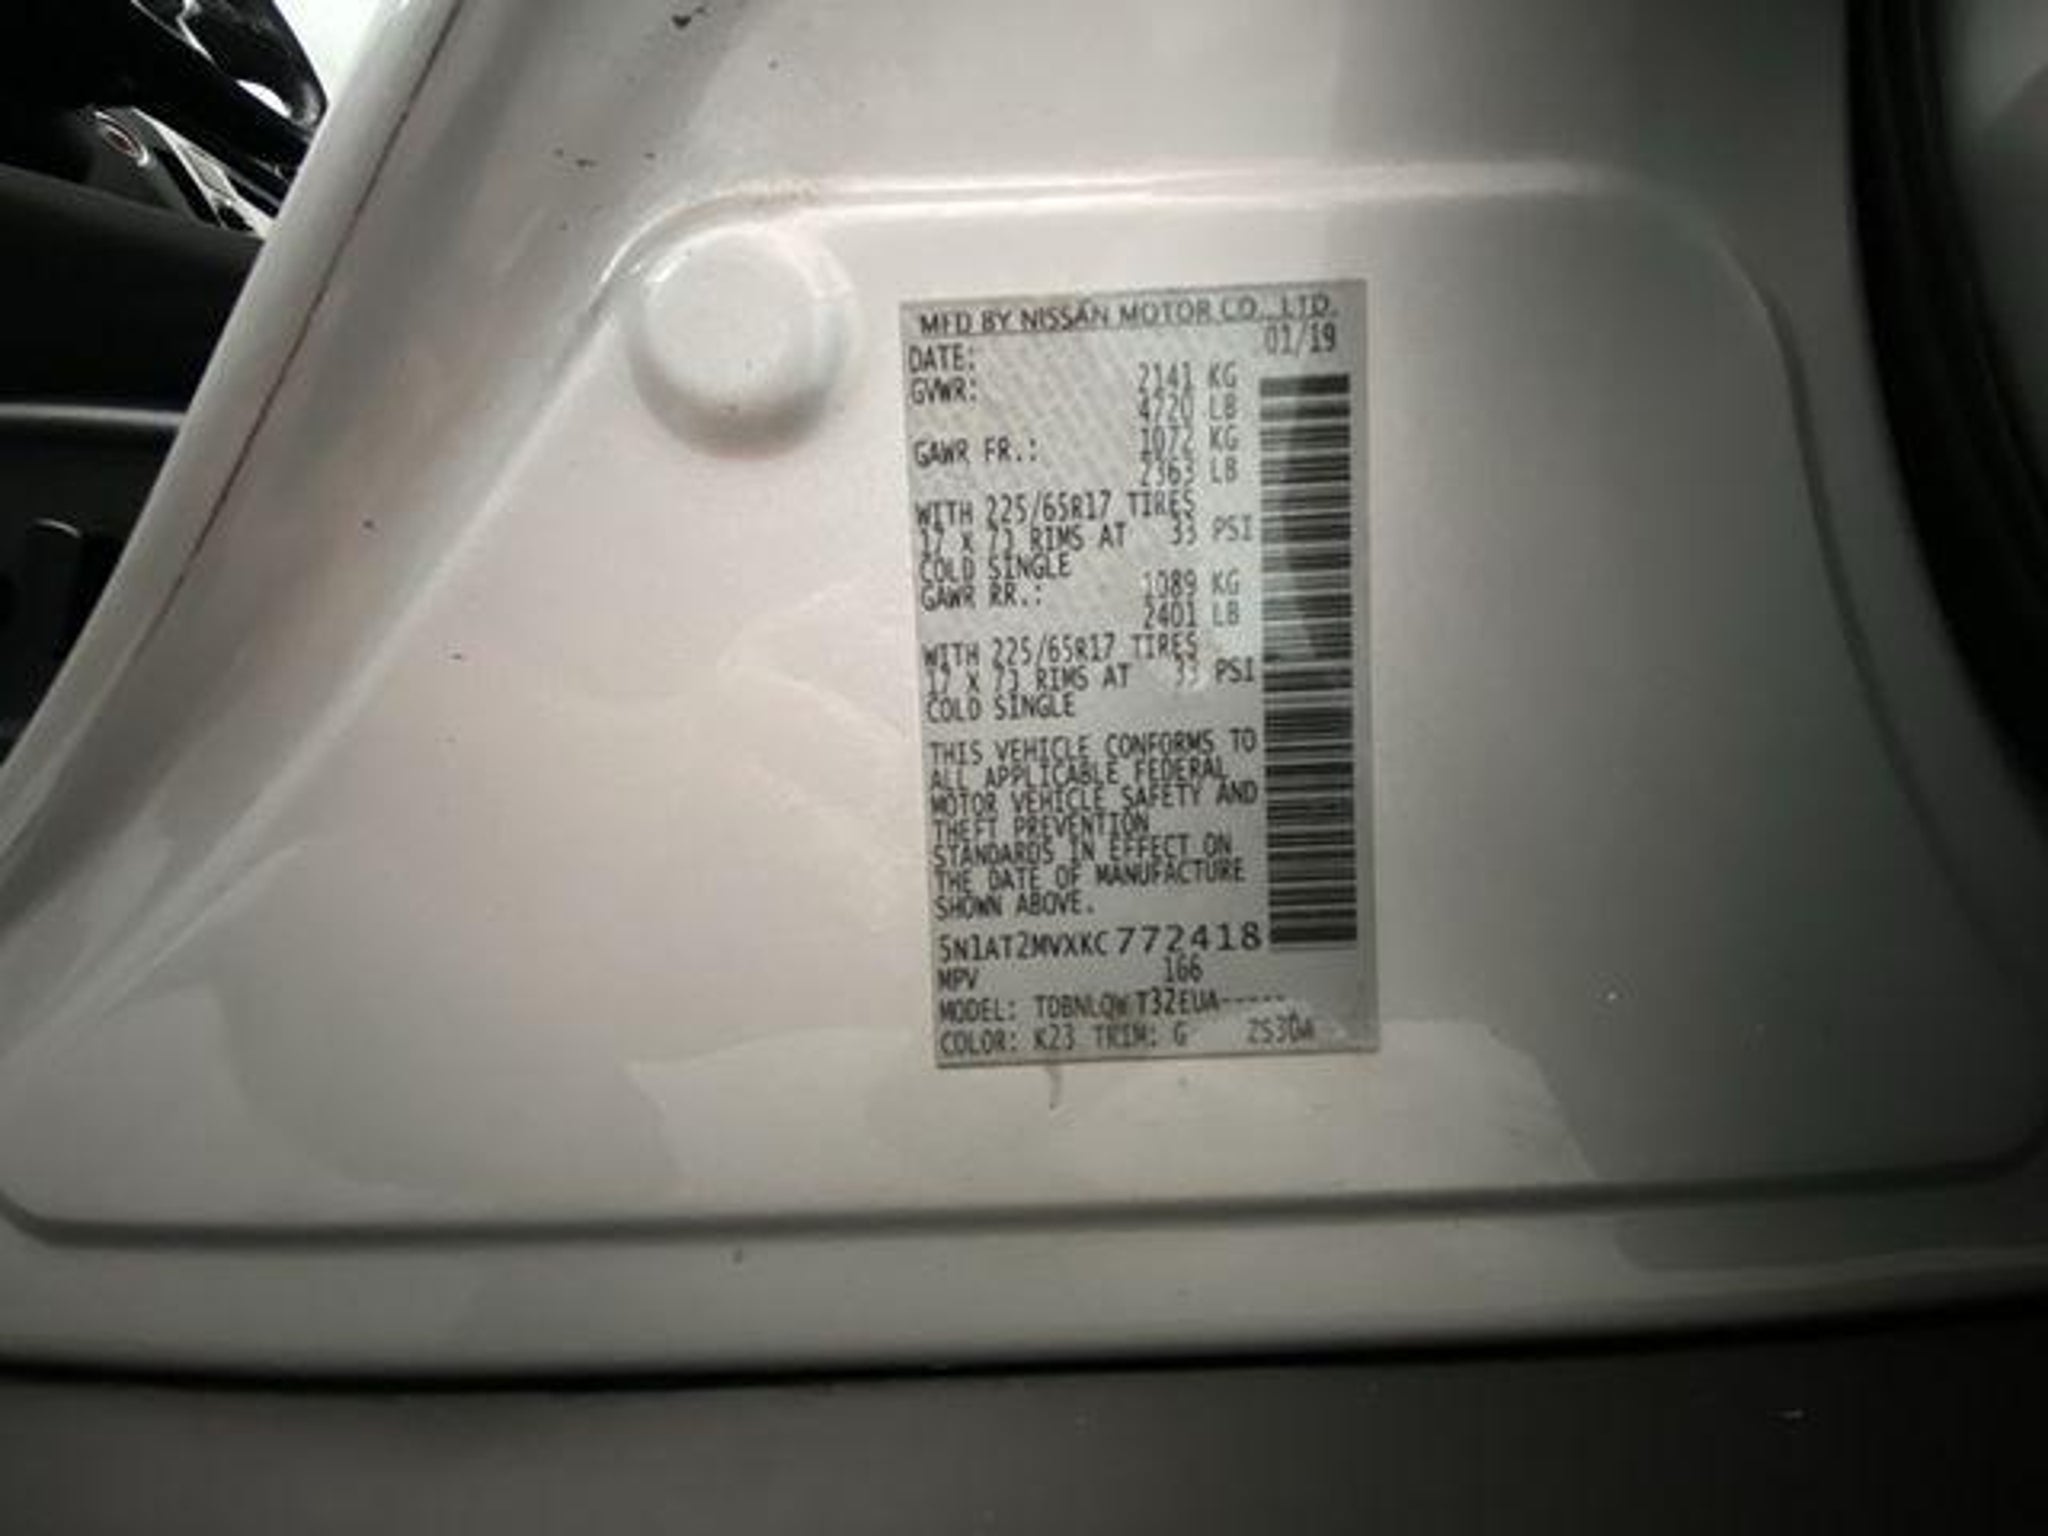 MFD BY NISSAN MOTOR CO., LTD.
DATE: 01/19
GVWR: 2141 KG
4720 LB
GAWR FR.: 1072 KG
2363 LB
WITH 225/65R17 TIRES
17 X 7J RIMS AT 33 PSI
COLD SINGLE
GAWR RR.: 1089 KG
2401 LB
WITH 225/65R17 TIRES
17 X 7J RIMS AT 33 PSI
COLD SINGLE
THIS VEHICLE CONFORMS TO
ALL APPLICABLE FEDERAL
MOTOR VEHICLE SAFETY AND
THEFT PREVENTION
STANDARDS IN EFFECT ON
THE DATE OF MANUFACTURE
SHOWN ABOVE.
5N1AT2MVXKC772418
MPV 166
MODEL: TDBNLQW T32EUA-----
COLOR: K23 TRIM: G